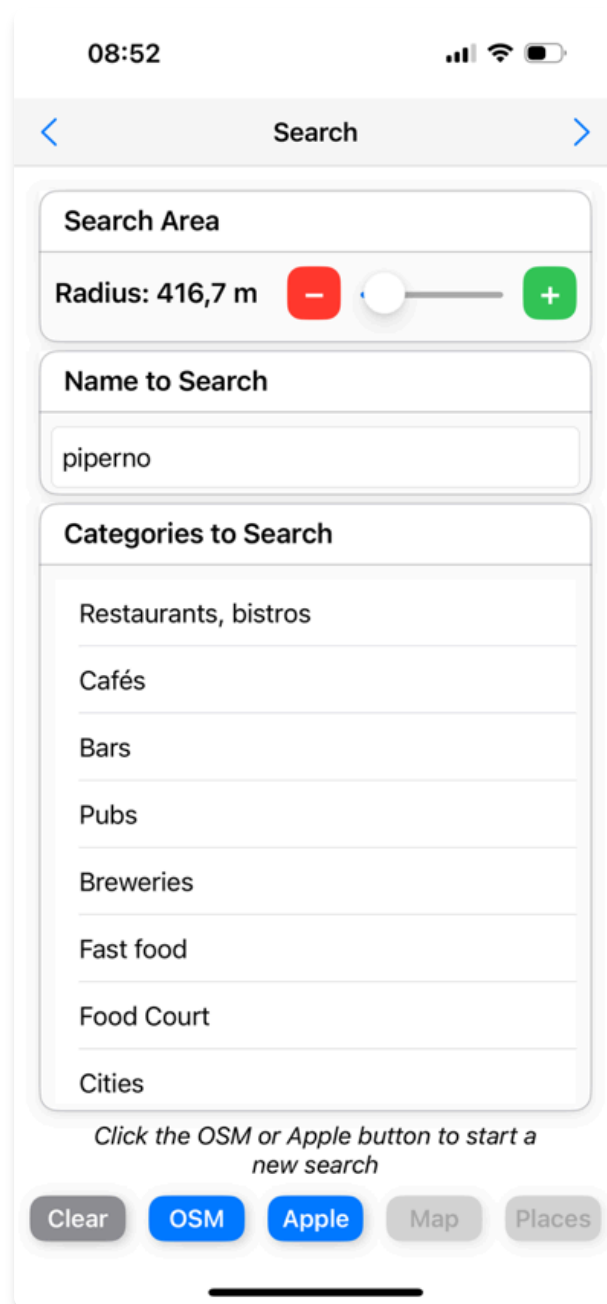 08:52
Search
Search Area
Radius: 416,7 m
Name to Search
piperno
Categories to Search
Restaurants, bistros
Cafés
Bars
Pubs
Breweries
Fast food
Food Court
Cities
Click the OSM or Apple button to start a
new search
Clear OSM Apple Map Places